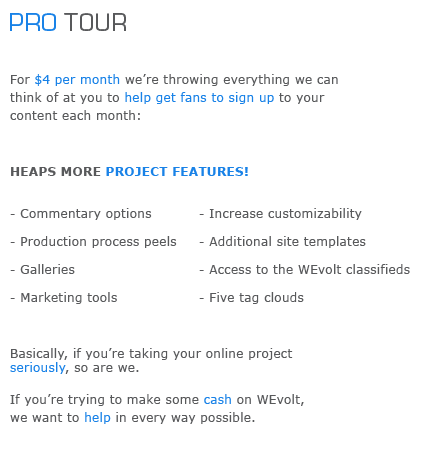 PRO TOUR
For $4 per month we're throwing everything we can
think of at you to help get fans to sign up to your
content each month:
HEAPS MORE PROJECT FEATURES!
- Commentary options
- Production process peels
- Galleries
- Marketing tools
- Increase customizability
- Additional site templates
- Access to the WEvolt classifieds
- Five tag clouds
Basically, if you're taking your online project
seriously, so are we.
If you're trying to make some cash on WEvolt,
we want to help in every way possible.